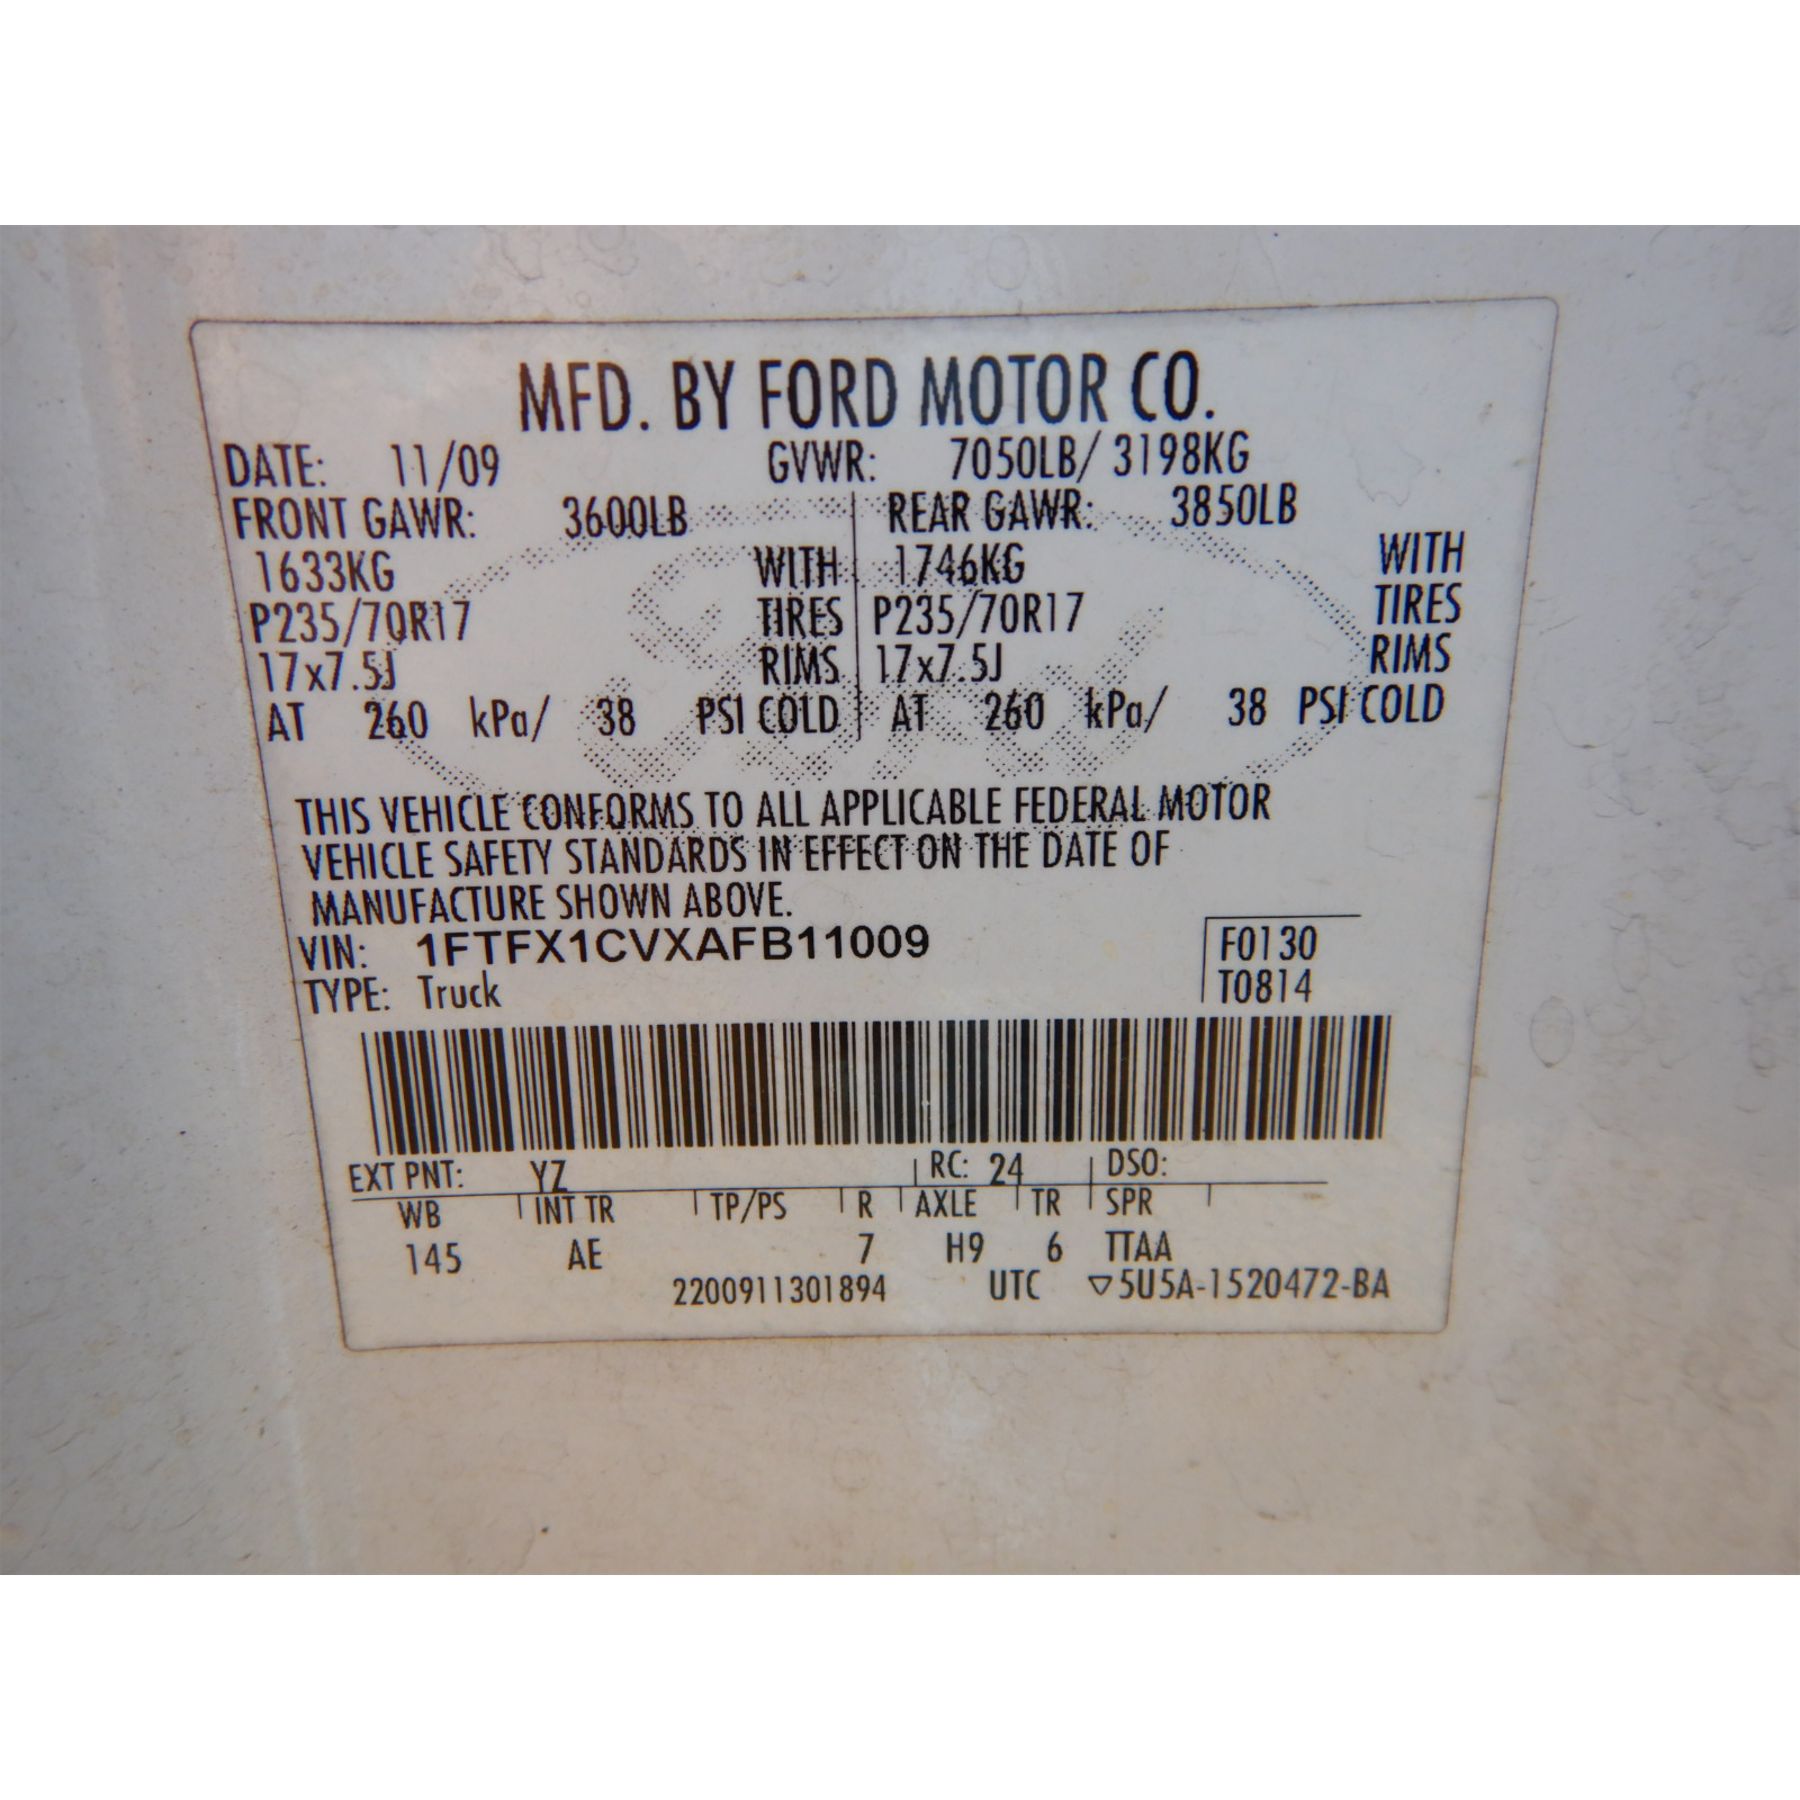 MFD. BY FORD MOTOR CO.
DATE: 11/09 GVWR: 7050LB/ 3198KG
FRONT GAWR: 3600LB REAR GAWR: 3850LB
1633KG WITH 1746KG WITH
P235/70R17 TIRES P235/70R17 TIRES
17x7.5J RIMS 17x7.5J RIMS
AT 260 kPa/ 38 PSI COLD AT 260 kPa/ 38 PSI COLD
THIS VEHICLE CONFORMS TO ALL APPLICABLE FEDERAL MOTOR
VEHICLE SAFETY STANDARDS IN EFFECT ON THE DATE OF
MANUFACTURE SHOWN ABOVE.
VIN: 1FTFX1CVXAFB11009 F0130
TYPE: Truck T0814
EXT PNT: YZ RC: 24 DSO:
WB INT TR TP/PS R AXLE TR SPR
145 AE 7 H9 6 TTAA
2200911301894 UTC ▽5U5A-1520472-BA